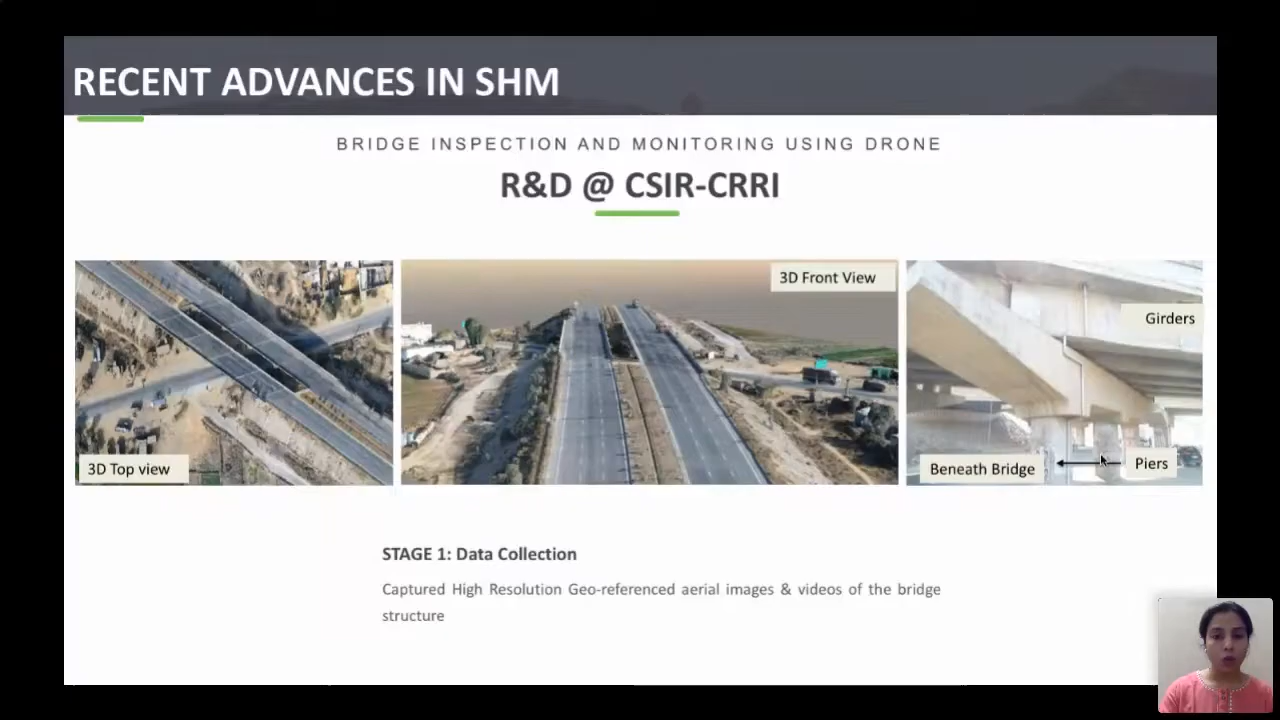 RECENT ADVANCES IN SHM
BRIDGE INSPECTION AND MONITORING USING DRONE
R&D @ CSIR-CRRI
3D Top view
3D Front View
Girders
Beneath Bridge
Piers
STAGE 1: Data Collection
Captured High Resolution Geo-referenced aerial images & videos of the bridge
structure